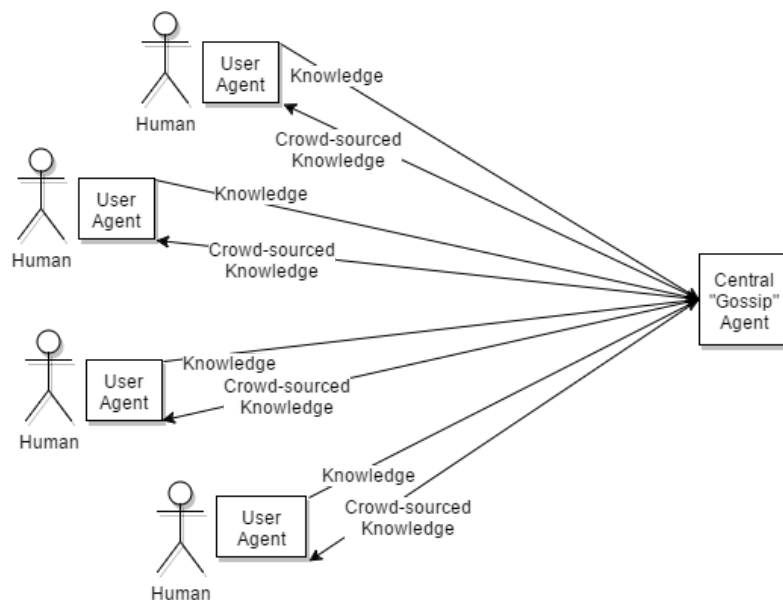 User
Agent
Human
Knowledge
Crowd-sourced
Knowledge
User
Agent
Human
Knowledge
Crowd-sourced
Knowledge
Central
"Gossip"
Agent
User
Agent
Human
Knowledge
Crowd-sourced
Knowledge
User
Agent
Human
Knowledge
Crowd-sourced
Knowledge